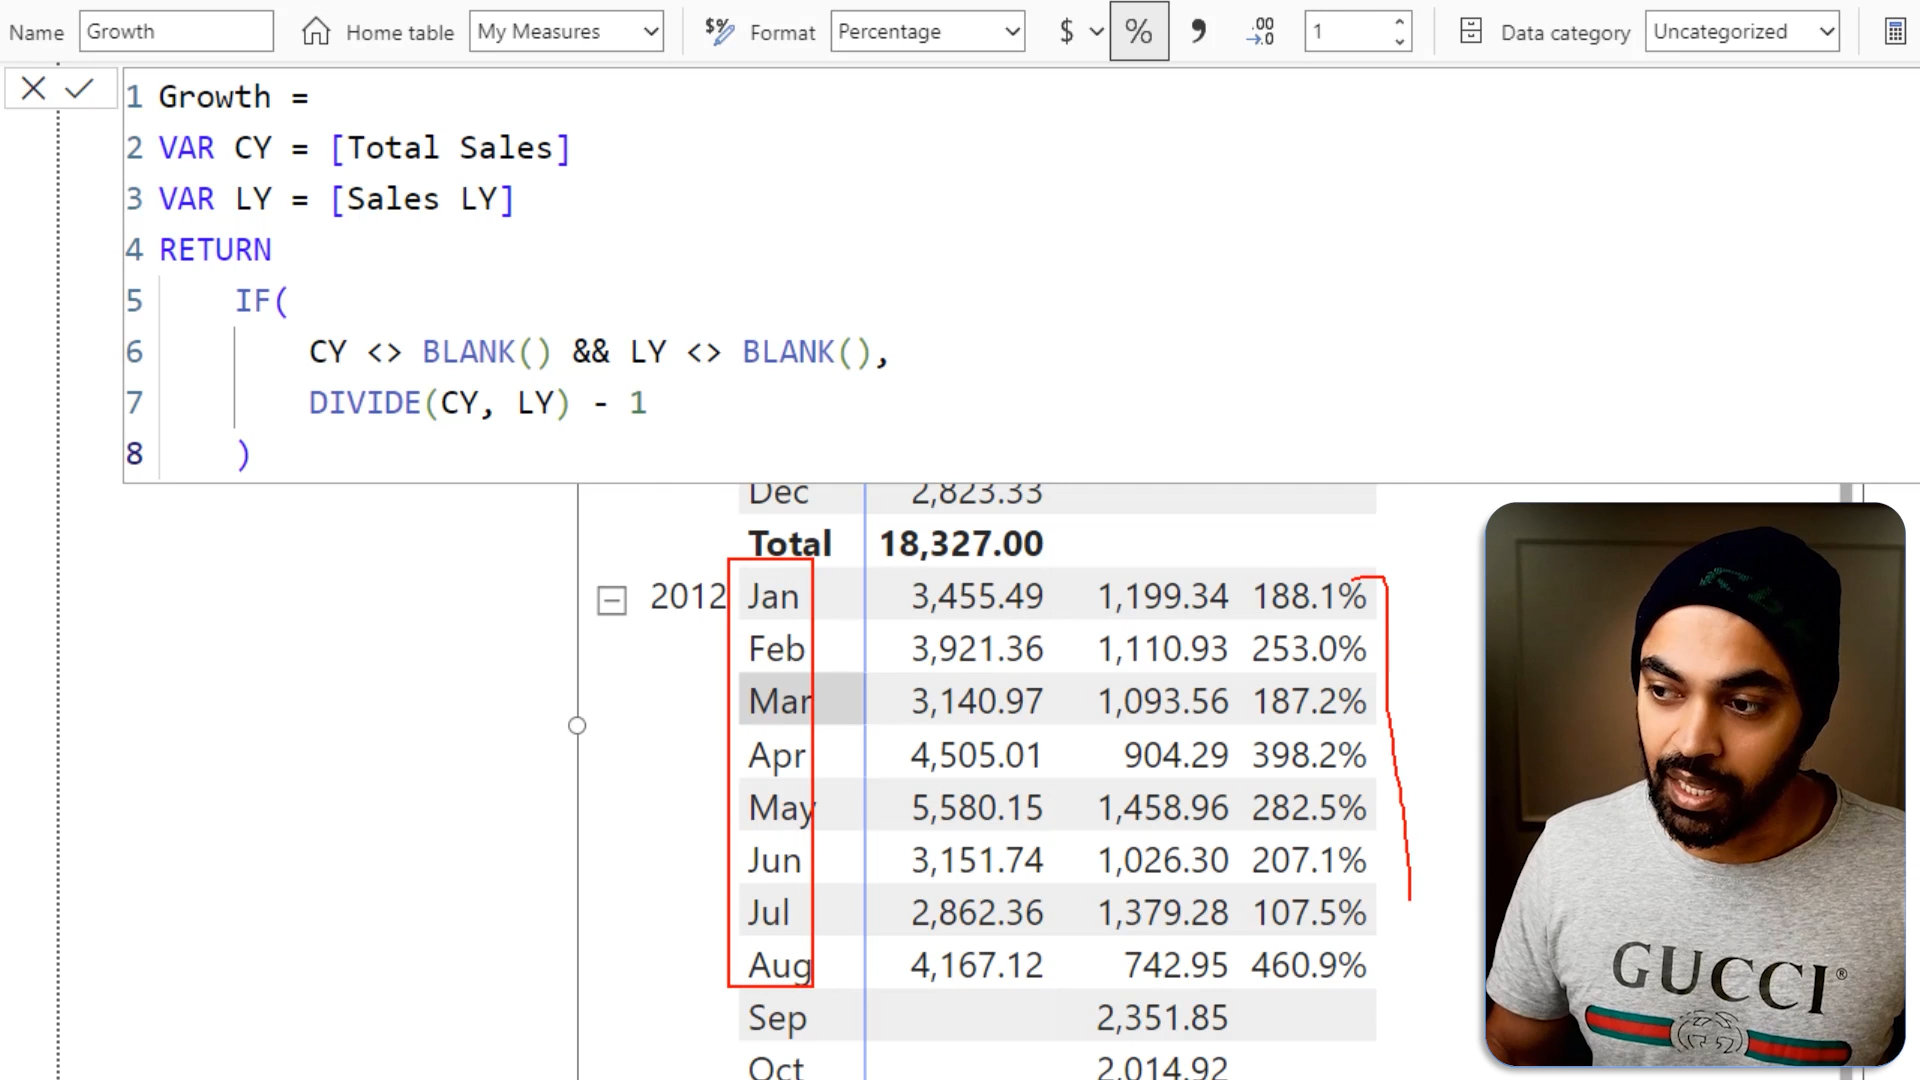 Name Growth Home table My Measures $% Format Percentage $ % , .00 →.0 1 Data category Uncategorized
1 Growth =
2 VAR CY = [Total Sales]
3 VAR LY = [Sales LY]
4 RETURN
5 IF(
6 CY <> BLANK() && LY <> BLANK(),
7 DIVIDE(CY, LY) - 1
8 )
Dec 2,823.33
Total 18,327.00
2012 Jan 3,455.49 1,199.34 188.1%
Feb 3,921.36 1,110.93 253.0%
Mar 3,140.97 1,093.56 187.2%
Apr 4,505.01 904.29 398.2%
May 5,580.15 1,458.96 282.5%
Jun 3,151.74 1,026.30 207.1%
Jul 2,862.36 1,379.28 107.5%
Aug 4,167.12 742.95 460.9%
Sep 2,351.85
Oct 2,014.92
GUCCI®